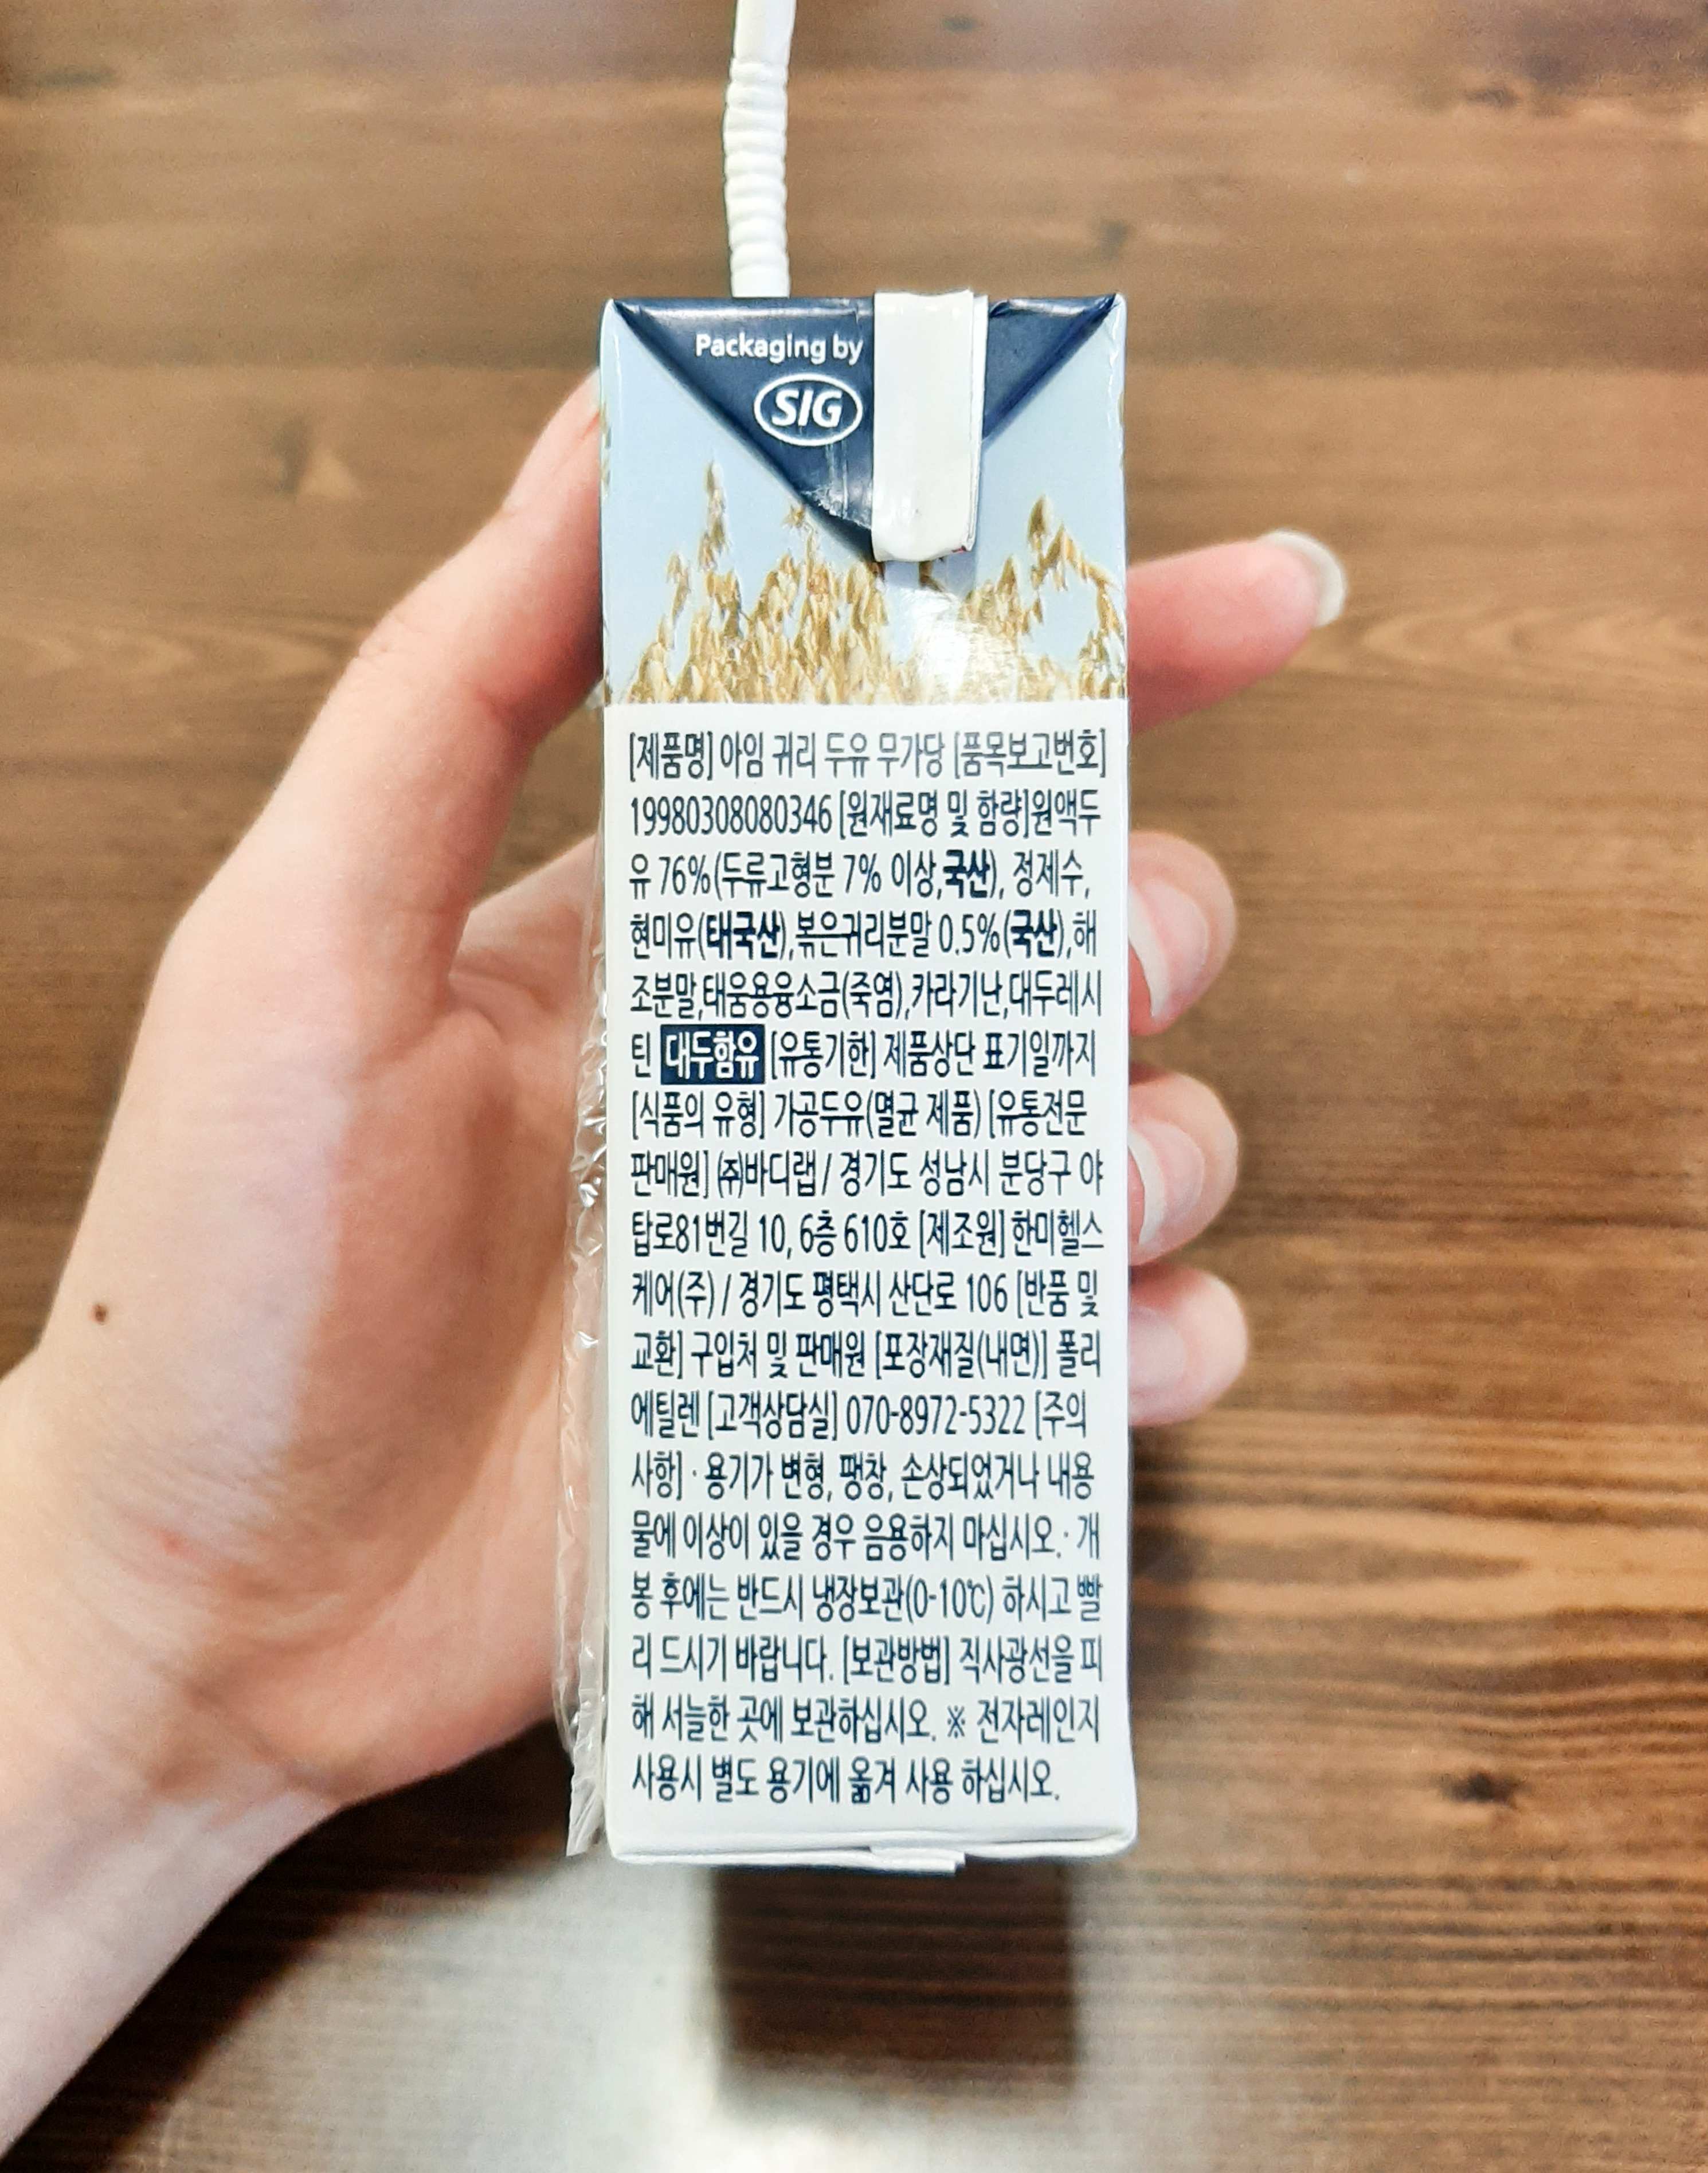 Packaging by
SIG
[제품명] 아임 귀리 두유 무가당 [품목보고번호]
19980308080346 [원재료명 및 함량]원액두
유 76%(두류고형분 7% 이상,국산), 정제수,
현미유(태국산),볶은귀리분말 0.5%(국산),해
조분말,태움용융소금(죽염),카라기난,대두레시
틴 대두함유 [유통기한] 제품상단 표기일까지
[식품의 유형] 가공두유(멸균 제품) [유통전문
판매원] ㈜바디랩 / 경기도 성남시 분당구 야
탑로81번길 10, 6층 610호 [제조원] 한미헬스
케어(주) / 경기도 평택시 산단로 106 [반품 및
교환] 구입처 및 판매원 [포장재질(내면)] 폴리
에틸렌 [고객상담실] 070-8972-5322 [주의
사항] · 용기가 변형, 팽창, 손상되었거나 내용
물에 이상이 있을 경우 음용하지 마십시오. · 개
봉 후에는 반드시 냉장보관(0-10℃) 하시고 빨
리 드시기 바랍니다. [보관방법] 직사광선을 피
해 서늘한 곳에 보관하십시오. ※ 전자레인지
사용시 별도 용기에 옮겨 사용 하십시오.